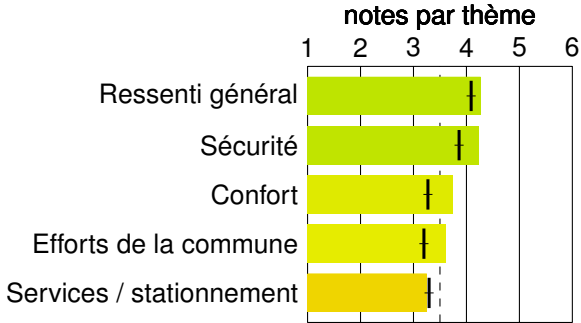 notes par thème
1 2 3 4 5 6
Ressenti général
Sécurité
Confort
Efforts de la commune
Services / stationnement